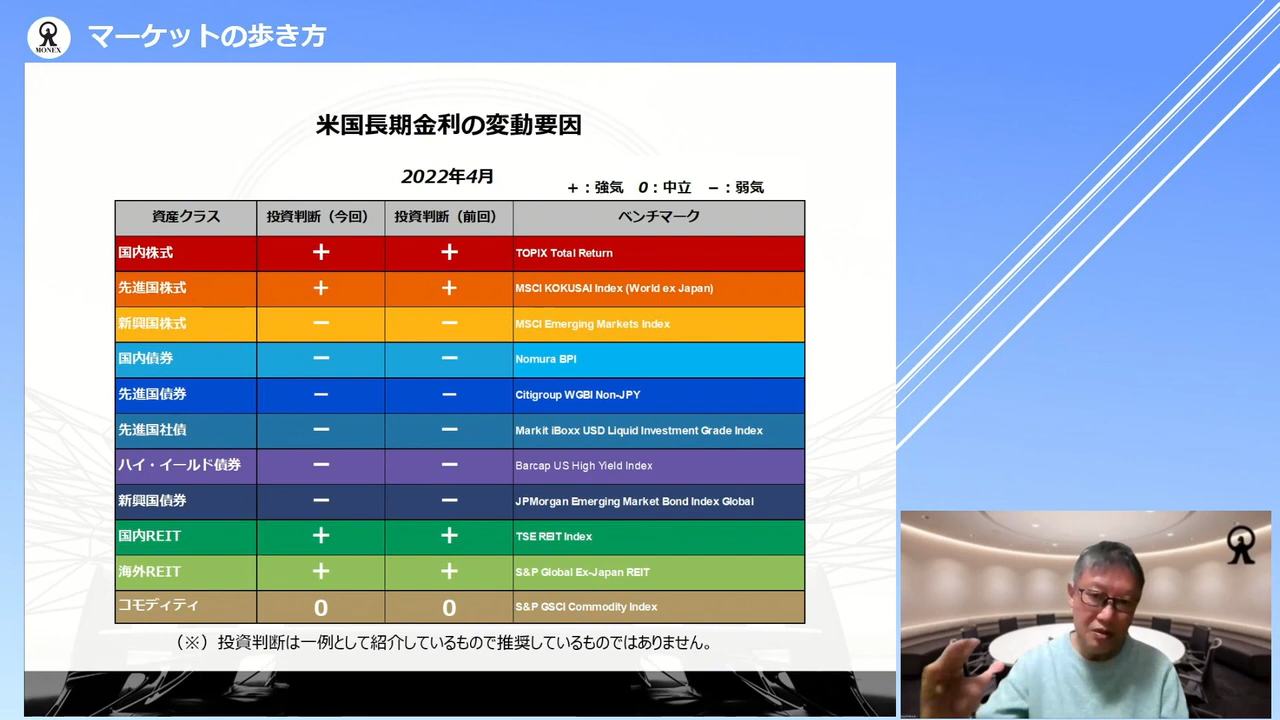 MONEX
マーケットの歩き方
米国長期金利の変動要因
2022年4月
+：強気 0：中立 −：弱気
資産クラス 投資判断（今回） 投資判断（前回） ベンチマーク
国内株式 + + TOPIX Total Return
先進国株式 + + MSCI KOKUSAI Index (World ex Japan)
新興国株式 − − MSCI Emerging Markets Index
国内債券 − − Nomura BPI
先進国債券 − − Citigroup WGBI Non-JPY
先進国社債 − − Markit iBoxx USD Liquid Investment Grade Index
ハイ・イールド債券 − − Barcap US High Yield Index
新興国債券 − − JPMorgan Emerging Market Bond Index Global
国内REIT + + TSE REIT Index
海外REIT + + S&P Global Ex-Japan REIT
コモディティ 0 0 S&P GSCI Commodity Index
（※）投資判断は一例として紹介しているもので推奨しているものではありません。